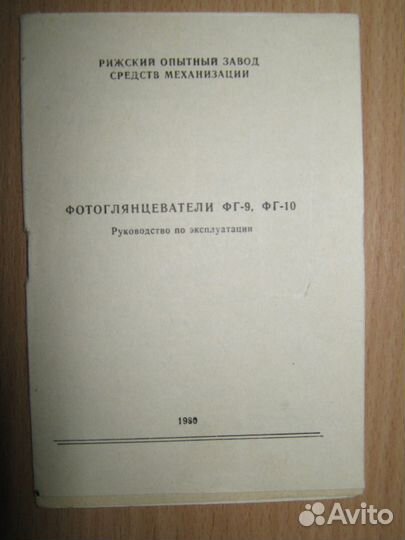 РИЖСКИЙ ОПЫТНЫЙ ЗАВОД
СРЕДСТВ МЕХАНИЗАЦИИ
ФОТОГЛЯНЦЕВАТЕЛИ ФГ-9, ФГ-10
Руководство по эксплуатации
1980
Avito